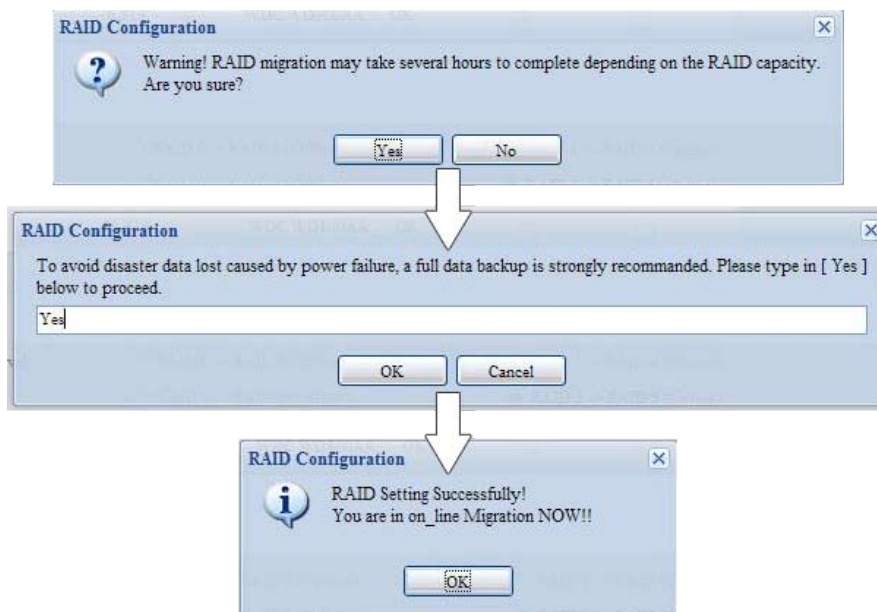 RAID Configuration
Warning! RAID migration may take several hours to complete depending on the RAID capacity.
Are you sure?
Yes
No
RAID Configuration
To avoid disaster data lost caused by power failure, a full data backup is strongly recommanded. Please type in [ Yes ]
below to proceed.
Yes
OK
Cancel
RAID Configuration
RAID Setting Successfully!
You are in on_line Migration NOW!!
OK